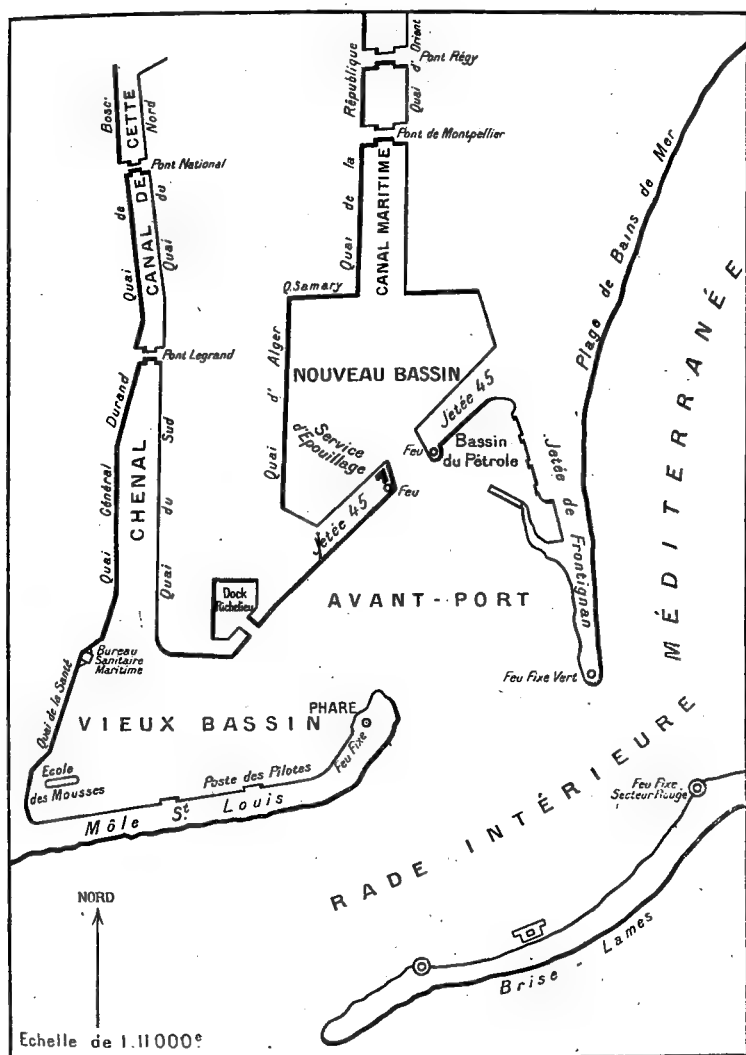 Bosc
CETTE
Nord
Pont National
CANAL DE
Quai de
Quai du
Pont Legrand
République
Quai d'Orient
Pont Régy
Pont de Montpellier
Quai de la
CANAL MARITIME
Q. Samary
Plage de Bains de Mer
MÉDITERRANÉE
NOUVEAU BASSIN
Quai d'Alger
Jetée 45
Service
d'Epouillage
Feu
Bassin
du Pétrole
Feu
Jetée 45
Jetée de Frontignan
Quai Général Durand
CHENAL
Quai du Sud
Dock
Richelieu
AVANT-PORT
Bureau
Sanitaire
Maritime
Quai de la Santé
Feu Fixe Vert
VIEUX BASSIN
PHARE
Feu Fixe
Ecole
des Mousses
Poste des Pilotes
Môle St. Louis
RADE INTÉRIEURE
Feu Fixe
Secteur Rouge
Brise-Lames
NORD
Echelle de 1.11000e